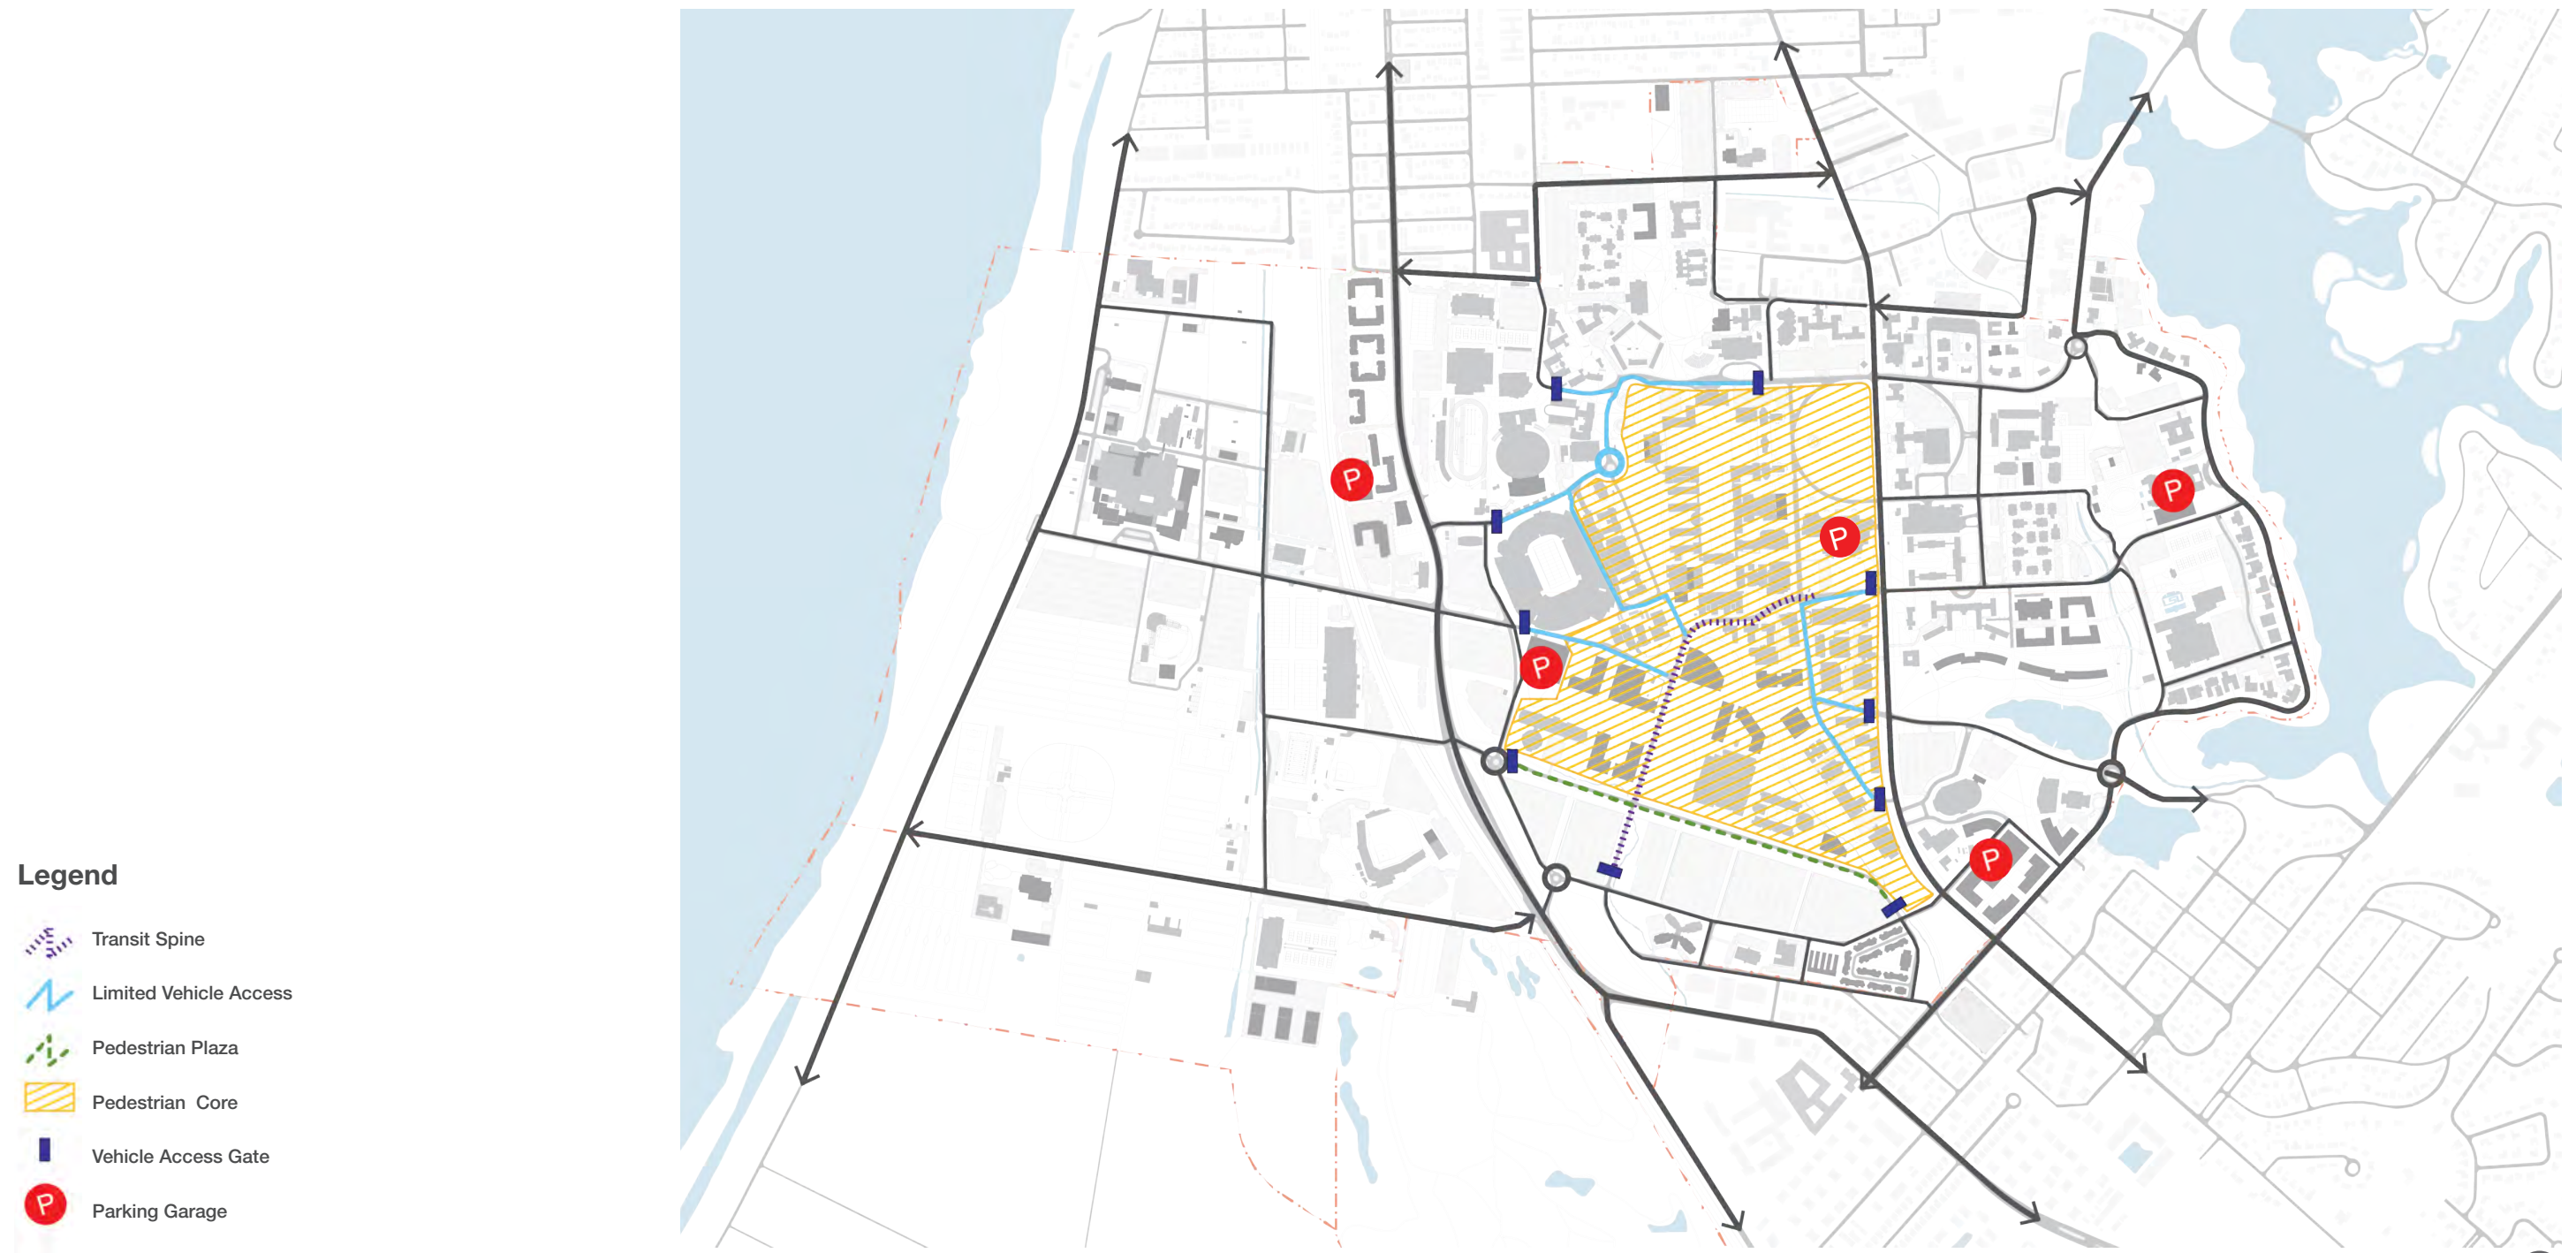 P
P
P
P
P
Legend
Transit Spine
Limited Vehicle Access
Pedestrian Plaza
Pedestrian Core
Vehicle Access Gate
P Parking Garage